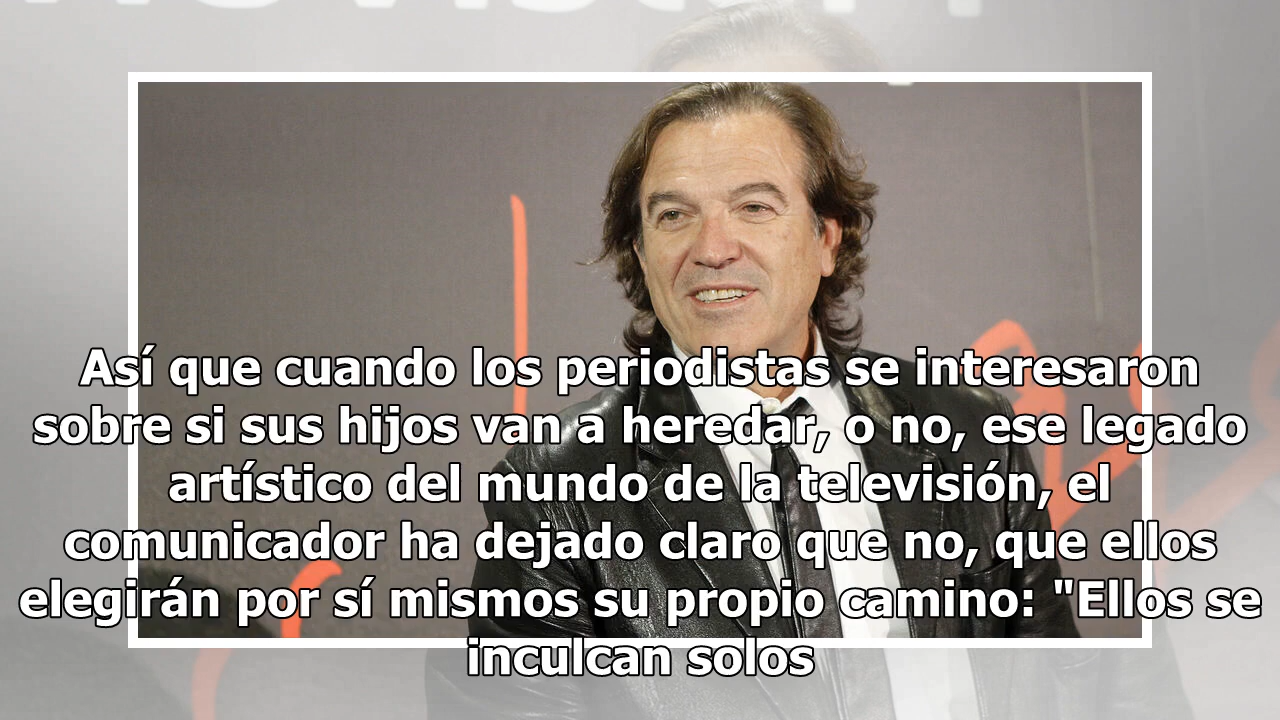 Así que cuando los periodistas se interesaron
sobre si sus hijos van a heredar, o no, ese legado
artístico del mundo de la televisión, el
comunicador ha dejado claro que no, que ellos
elegirán por sí mismos su propio camino: "Ellos se
inculcan solos